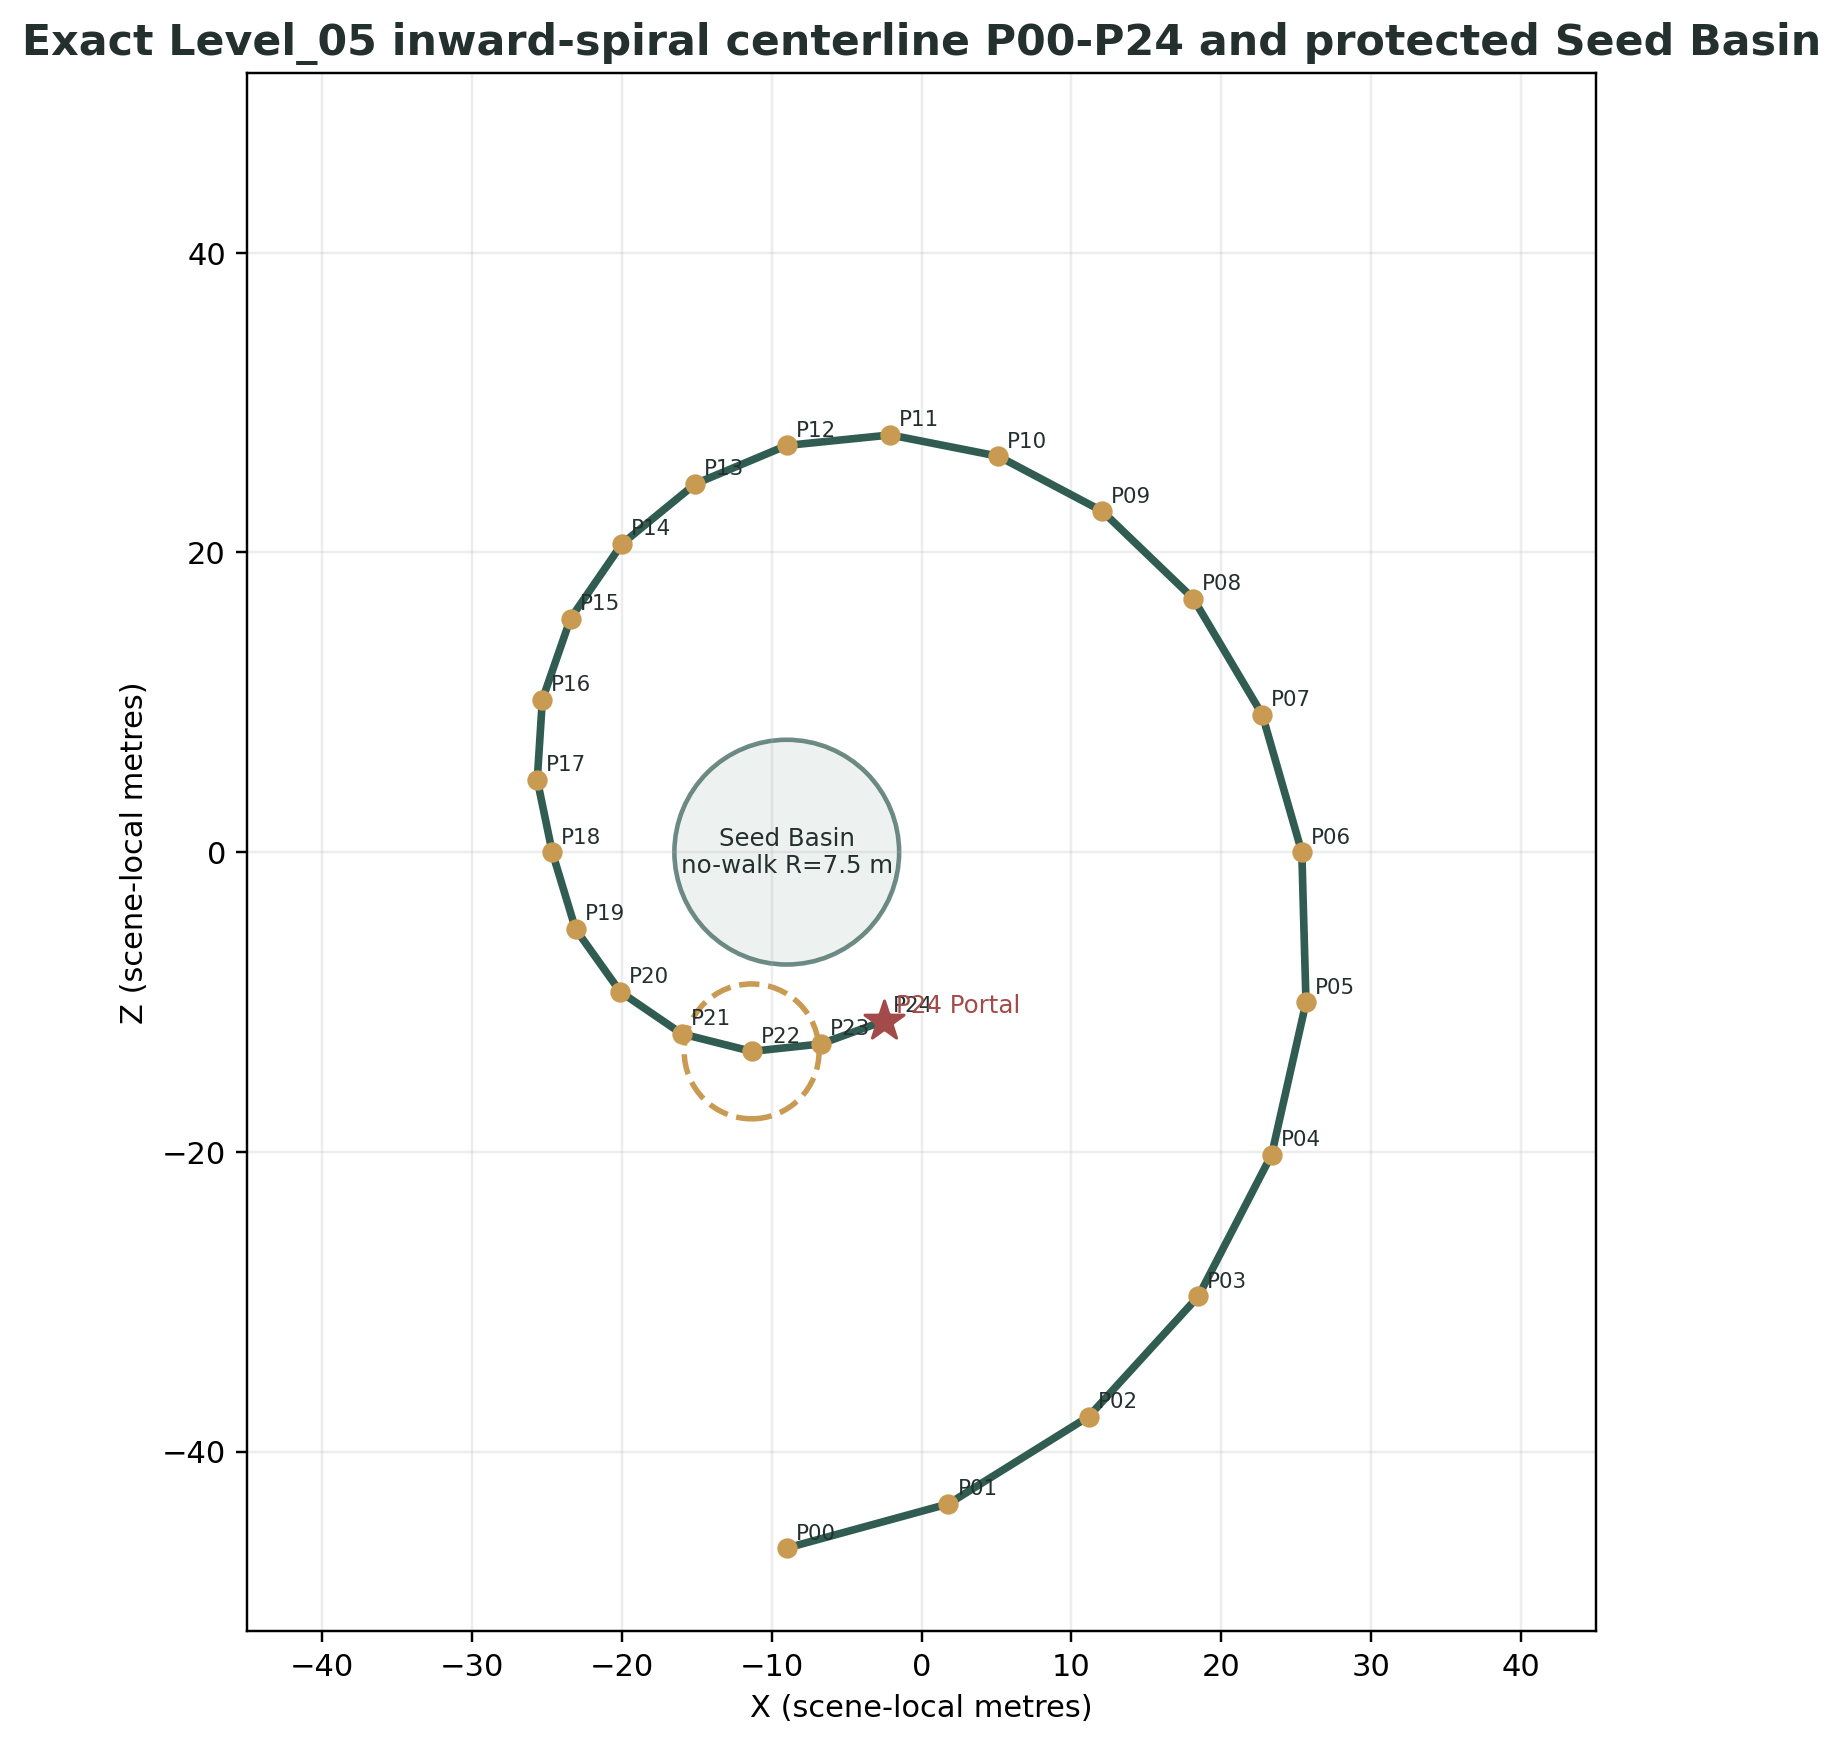 Exact Level_05 inward-spiral centerline P00-P24 and protected Seed Basin
Z (scene-local metres)
40
20
0
−20
−40
P11
P12
P10
P13
P09
P14
P08
P15
P16
P07
P17
P18
Seed Basin
no-walk R=7.5 m
P06
P19
P20
P05
P24
P24 Portal
P21
P22
P23
P04
P03
P02
P01
P00
−40
−30
−20
−10
0
10
20
30
40
X (scene-local metres)